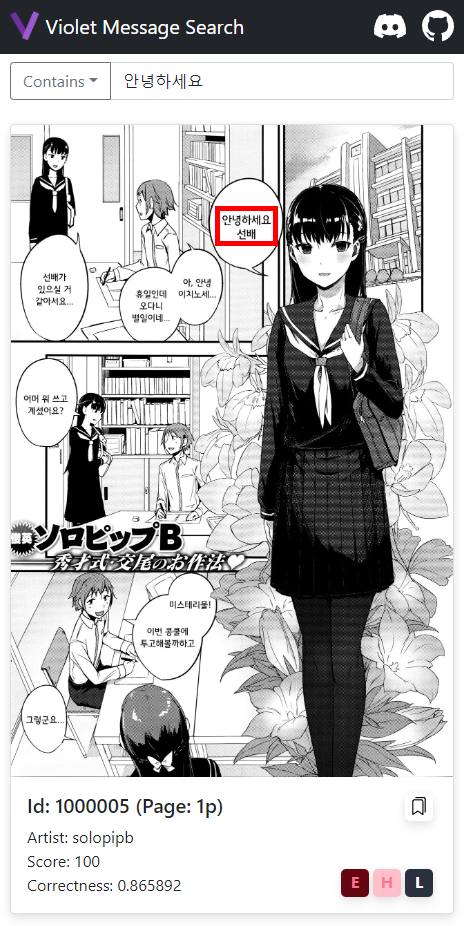 Violet Message Search
Contains
안녕하세요
안녕하세요
선배
선배가
있으실 거
같아서요...
아, 안녕
이치노세...
휴일인데
오다니
별일이네...
어머 뭐 쓰고
계셨어요?
ソロピップB
秀才式・交尾のお作法♥
미스테리물!
이번 콩쿨에
투고해볼까하고
그렇군요...
Id: 1000005 (Page: 1p)
Artist: solopipb
Score: 100
Correctness: 0.865892
E
H
L